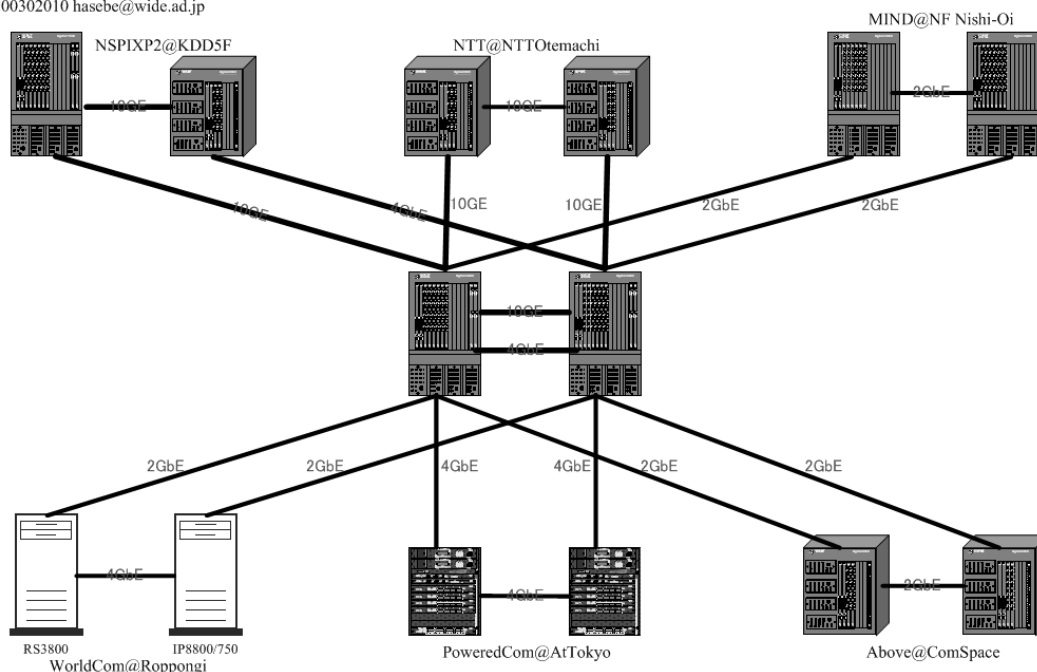 00302010 hasebe@wide.ad.jp
MIND@NF Nishi-Oi
NSPIXP2@KDD5F
NTT@NTTOtemachi
10GE
10GE
2GbE
10GE
4GbE
10GE
10GE
2GbE
2GbE
10GE
4GbE
2GbE
2GbE
4GbE
4GbE
2GbE
2GbE
4GbE
4GbE
2GbE
RS3800
IP8800/750
WorldCom@Roppongi
PoweredCom@AtTokyo
Above@ComSpace